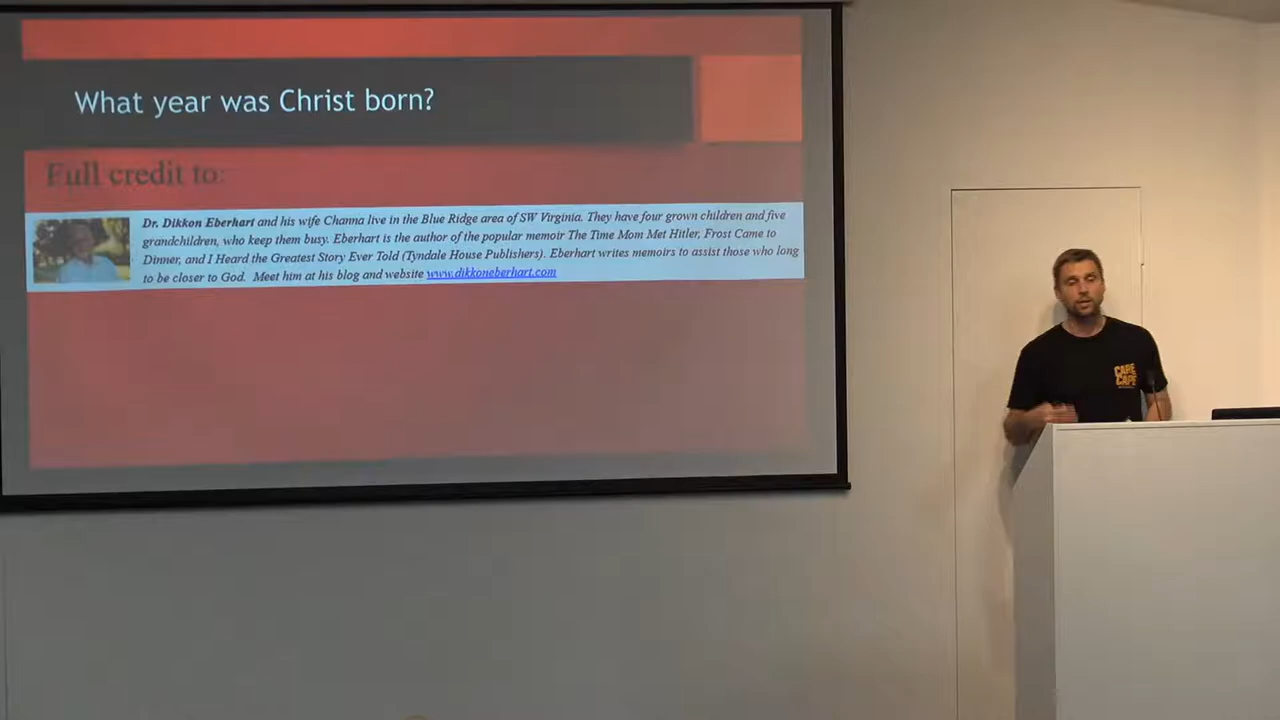 What year was Christ born?
Full credit to:
Dr. Dikkon Eberhart and his wife Channa live in the Blue Ridge area of SW Virginia. They have four grown children and five
grandchildren, who keep them busy. Eberhart is the author of the popular memoir The Time Mom Met Hitler, Frost Came to
Dinner, and I Heard the Greatest Story Ever Told (Tyndale House Publishers). Eberhart writes memoirs to assist those who long
to be closer to God. Meet him at his blog and website www.dikkoneberhart.com
CAPE
CAPE